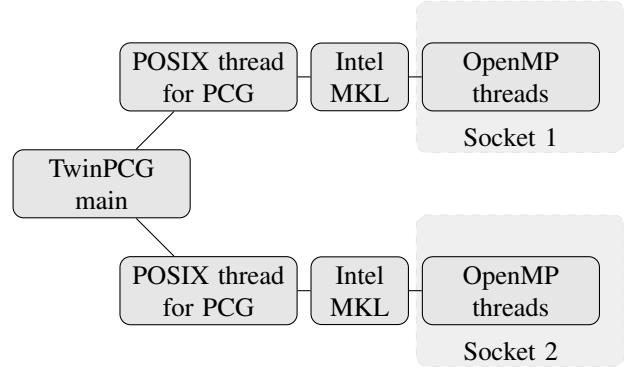 POSIX thread
for PCG
Intel
MKL
OpenMP
threads
Socket 1
TwinPCG
main
POSIX thread
for PCG
Intel
MKL
OpenMP
threads
Socket 2